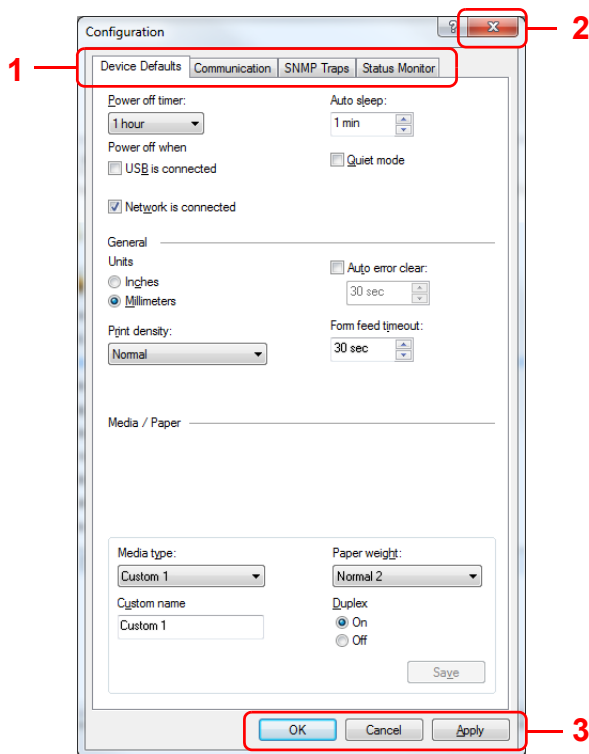 Configuration
?
x
2
1
Device Defaults Communication SNMP Traps Status Monitor
Power off timer: Auto sleep:
1 hour 1 min
Power off when
USB is connected Quiet mode
Network is connected
General
Units Auto error clear:
Inches 30 sec
Millimeters
Print density: Form feed timeout:
Normal 30 sec
Media / Paper
Media type: Paper weight:
Custom 1 Normal 2
Custom name Duplex
Custom 1 On
Off
Save
OK Cancel Apply
3